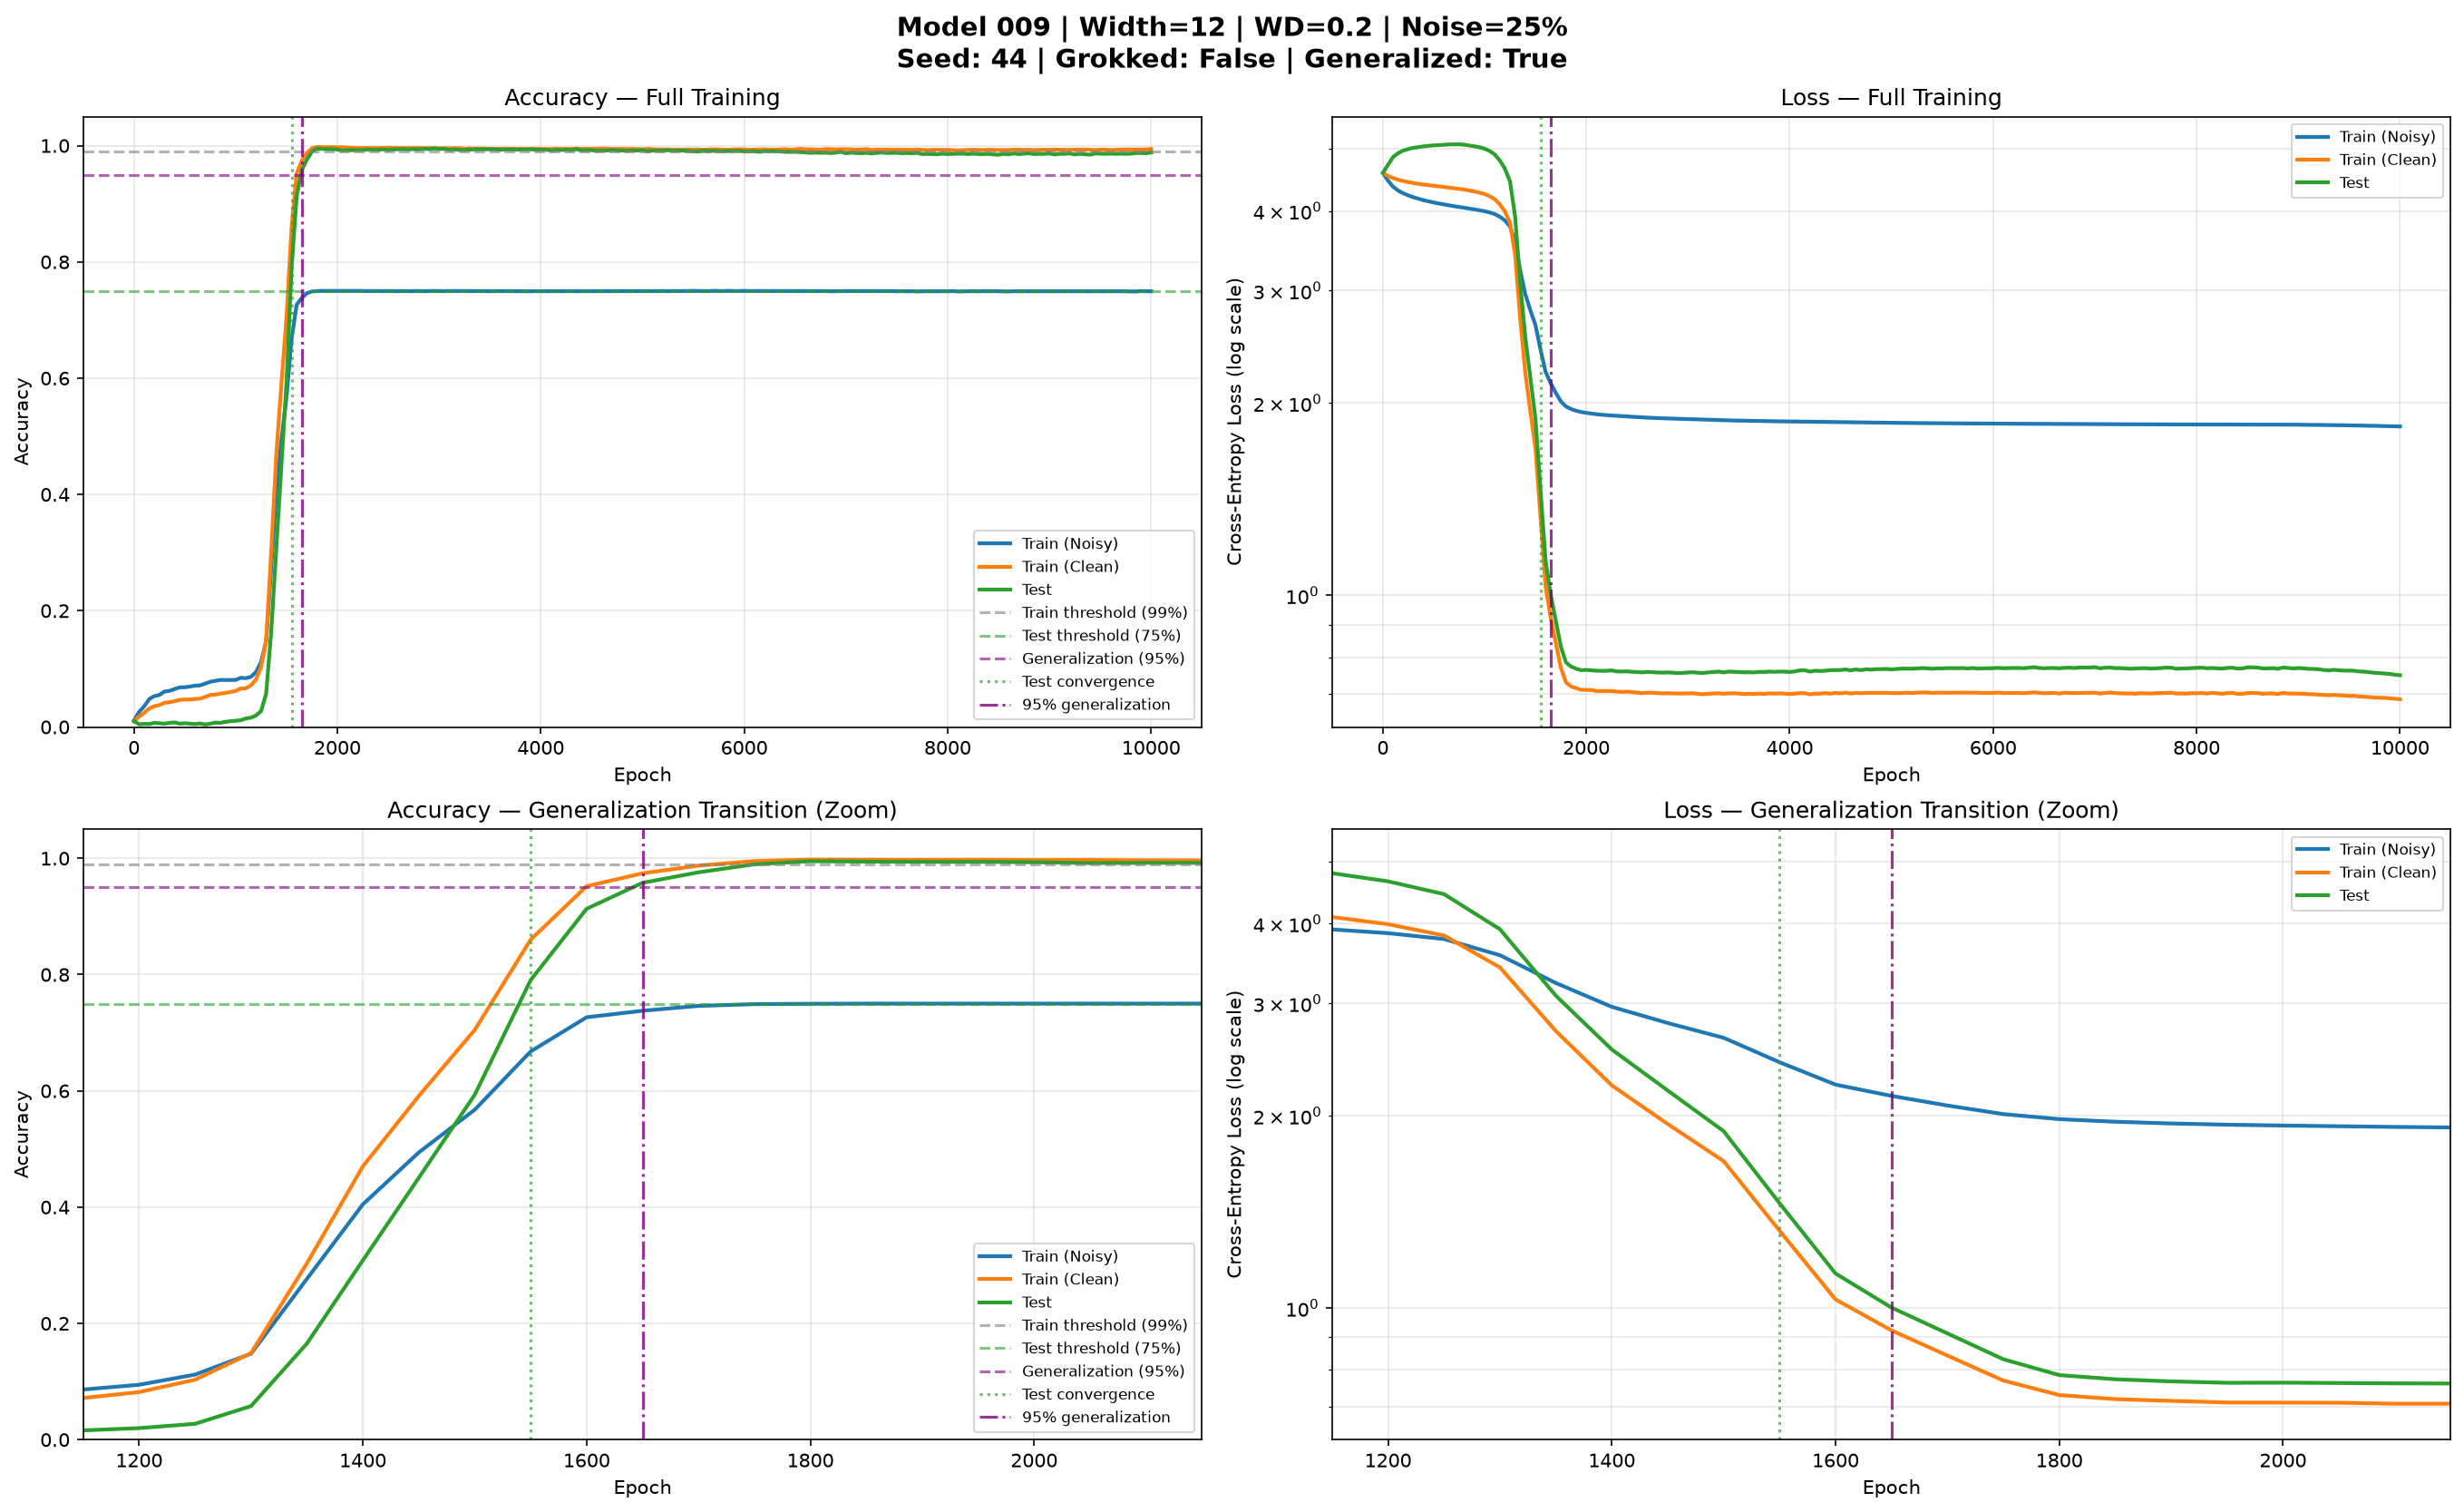 Model 009 | Width=12 | WD=0.2 | Noise=25%
Seed: 44 | Grokked: False | Generalized: True
Accuracy — Full Training
1.0
0.8
0.6
0.4
0.2
0.0
Accuracy
0 2000 4000 6000 8000 10000
Epoch
Train (Noisy)
Train (Clean)
Test
Train threshold (99%)
Test threshold (75%)
Generalization (95%)
Test convergence
95% generalization
Loss — Full Training
4 × 10⁰
3 × 10⁰
2 × 10⁰
10⁰
Cross-Entropy Loss (log scale)
0 2000 4000 6000 8000 10000
Epoch
Train (Noisy)
Train (Clean)
Test
Accuracy — Generalization Transition (Zoom)
1.0
0.8
0.6
0.4
0.2
0.0
Accuracy
1200 1400 1600 1800 2000
Epoch
Train (Noisy)
Train (Clean)
Test
Train threshold (99%)
Test threshold (75%)
Generalization (95%)
Test convergence
95% generalization
Loss — Generalization Transition (Zoom)
4 × 10⁰
3 × 10⁰
2 × 10⁰
10⁰
Cross-Entropy Loss (log scale)
1200 1400 1600 1800 2000
Epoch
Train (Noisy)
Train (Clean)
Test